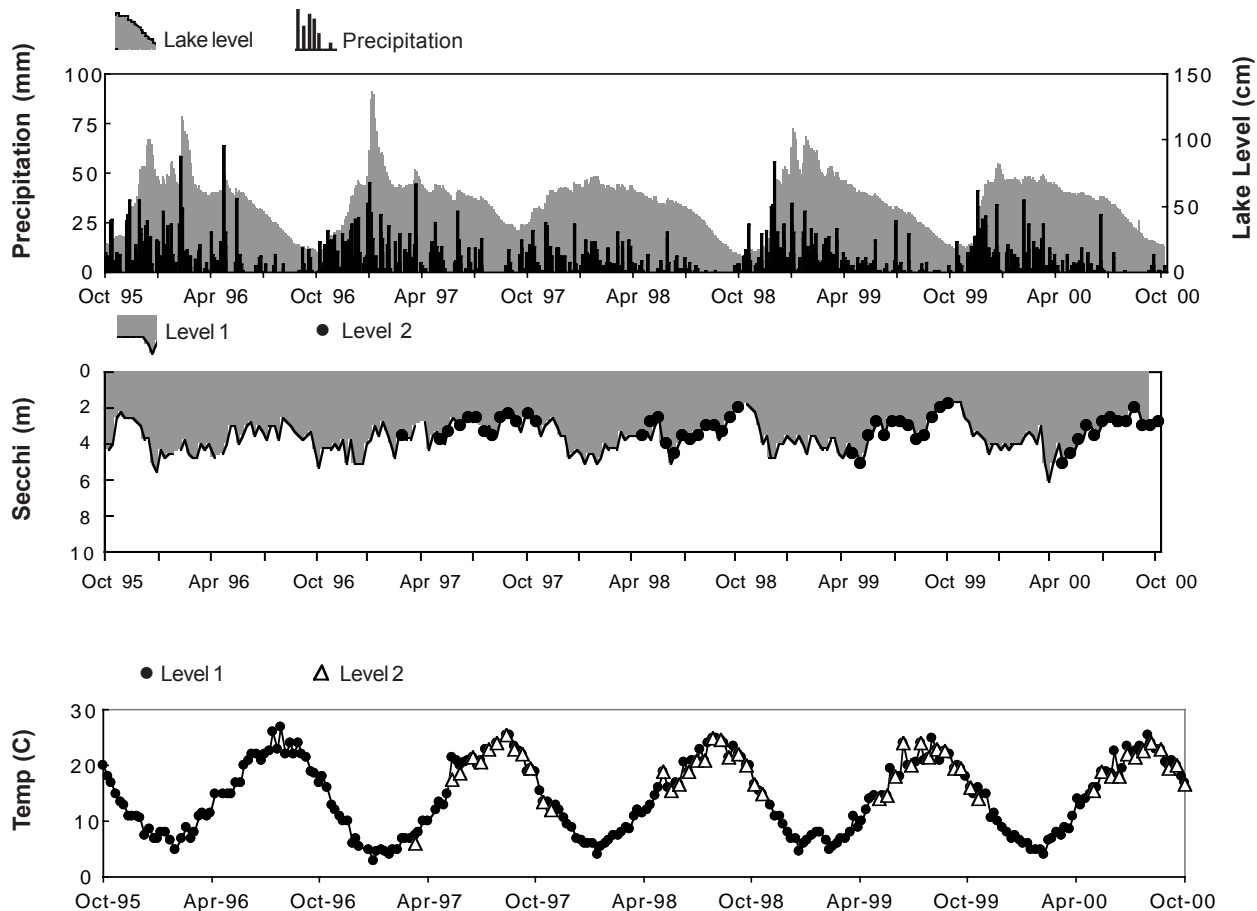 Lake level
Precipitation
Precipitation (mm)
Lake Level (cm)
100
75
50
25
0
150
100
50
0
Oct 95 Apr 96 Oct 96 Apr 97 Oct 97 Apr 98 Oct 98 Apr 99 Oct 99 Apr 00 Oct 00
Level 1
Level 2
Secchi (m)
0
2
4
6
8
10
Oct 95 Apr 96 Oct 96 Apr 97 Oct 97 Apr 98 Oct 98 Apr 99 Oct 99 Apr 00 Oct 00
Level 1
Level 2
Temp (C)
30
20
10
0
Oct-95 Apr-96 Oct-96 Apr-97 Oct-97 Apr-98 Oct-98 Apr-99 Oct-99 Apr-00 Oct-00